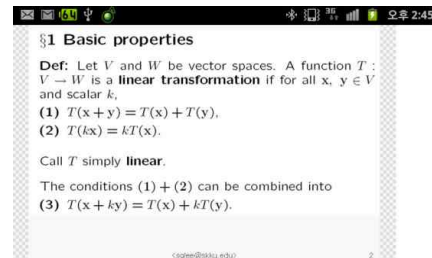 64 3G 오후 2:45
§1 Basic properties
Def: Let V and W be vector spaces. A function T :
V → W is a linear transformation if for all x, y ∈ V
and scalar k,
(1) T(x + y) = T(x) + T(y),
(2) T(kx) = kT(x).
Call T simply linear.
The conditions (1) + (2) can be combined into
(3) T(x + ky) = T(x) + kT(y).
<sglee@skku.edu> 2